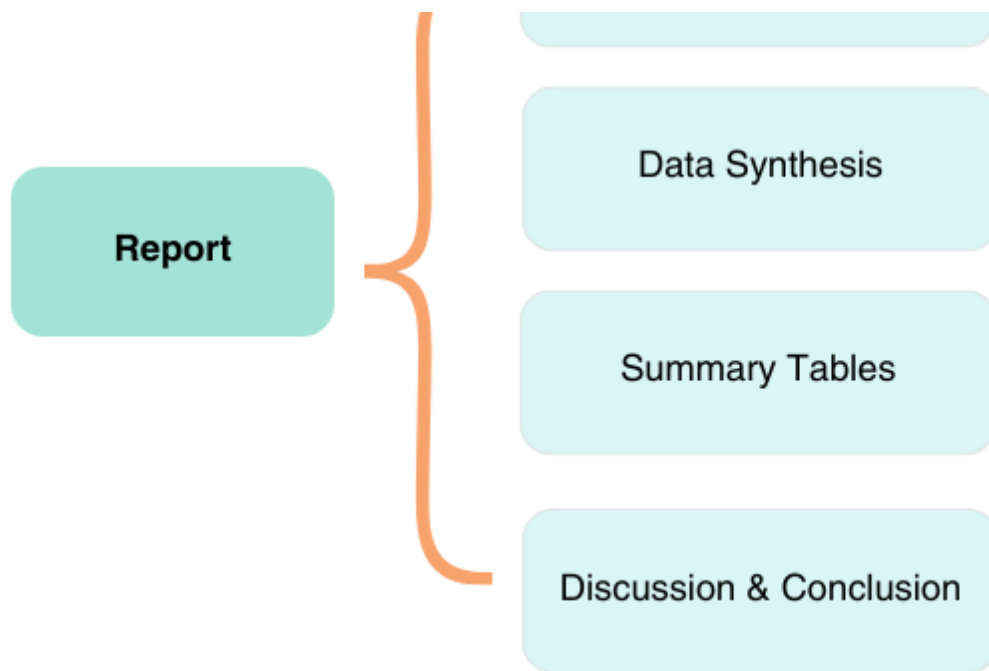 Data Synthesis
Report
Summary Tables
Discussion & Conclusion